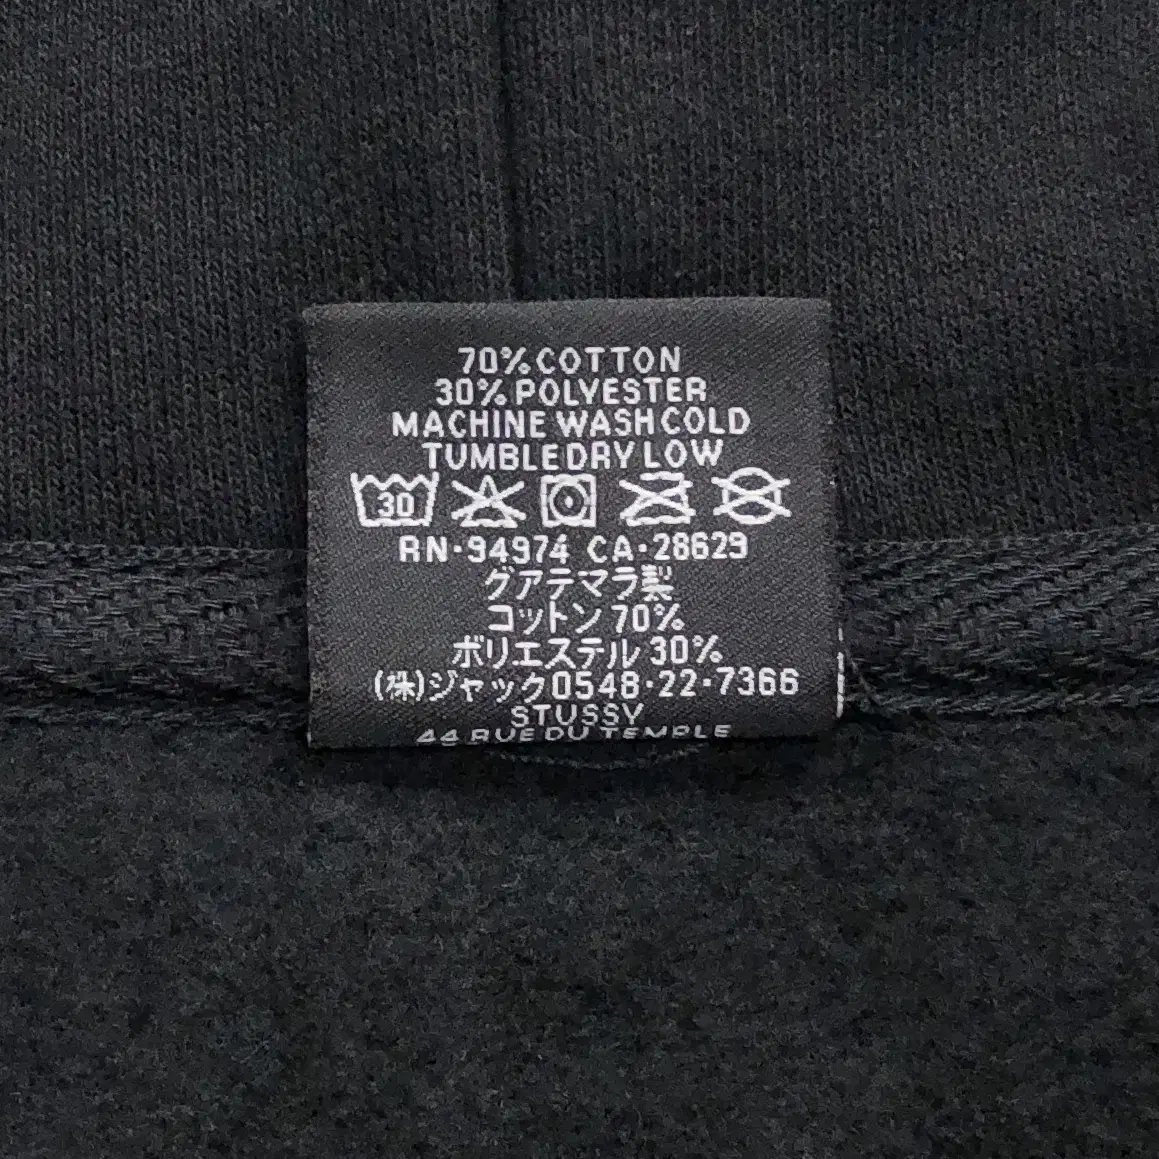 70% COTTON
30% POLYESTER
MACHINE WASH COLD
TUMBLE DRY LOW
30
RN·94974 CA·28629
グアテマラ製
コットン 70%
ポリエステル 30%
(株)ジャック0548·22·7366
STUSSY
44 RUE DU TEMPLE